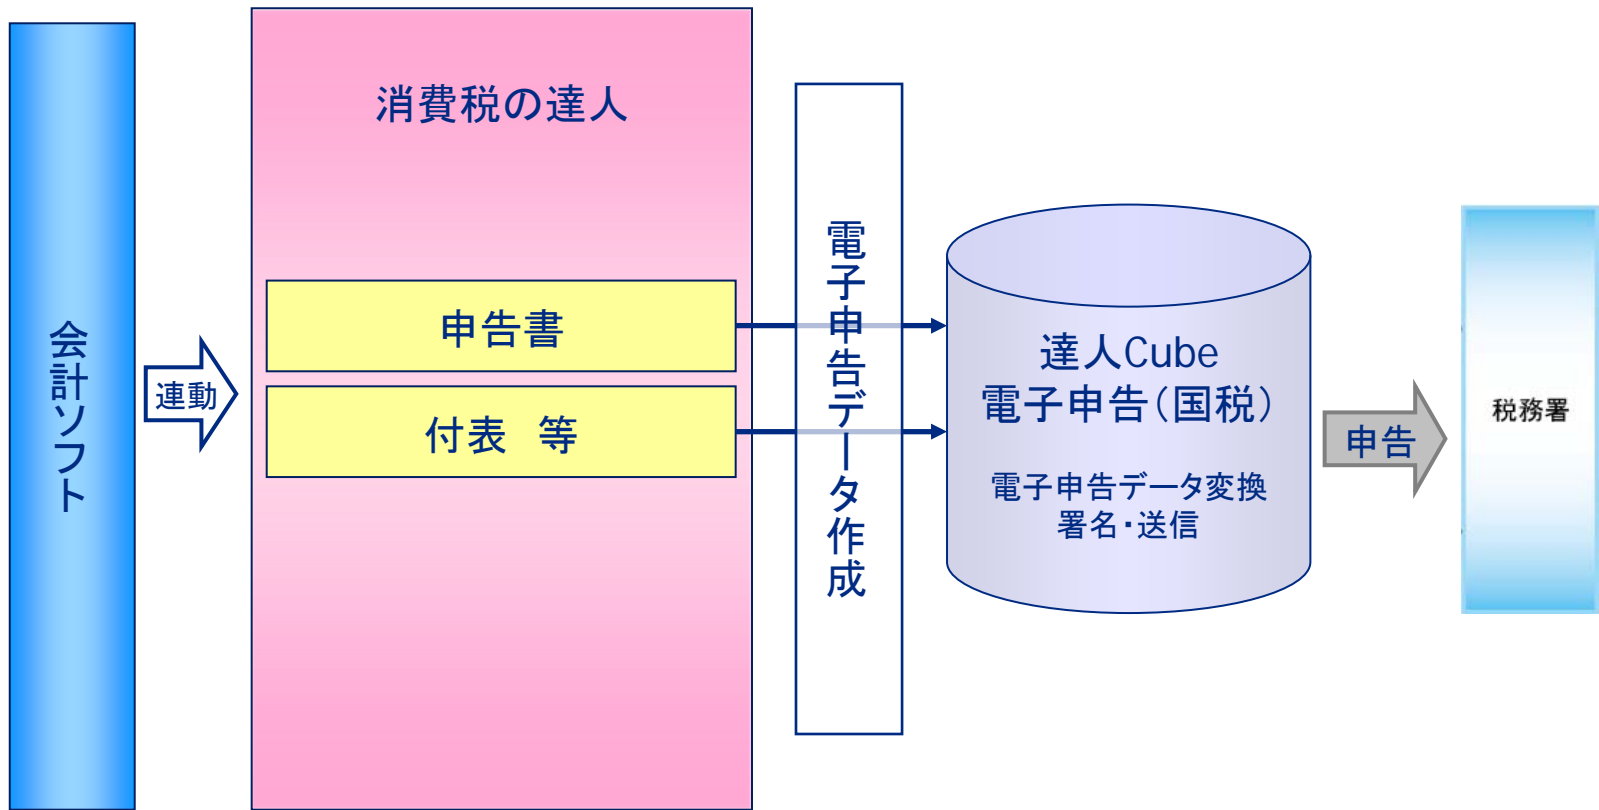 会計ソフト
連動
消費税の達人
申告書
付表　等
電子申告データ作成
達人Cube
電子申告(国税)
電子申告データ変換
署名・送信
申告
税務署